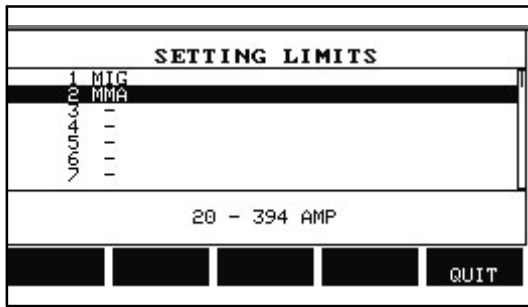 SETTING LIMITS
1 MIG
2 MMA
3 -
4 -
5 -
6 -
7 -
20 - 394 AMP
QUIT